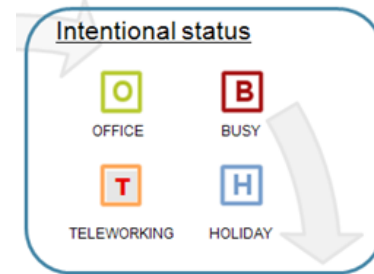 Intentional status
O B
OFFICE BUSY
T H
TELEWORKING HOLIDAY